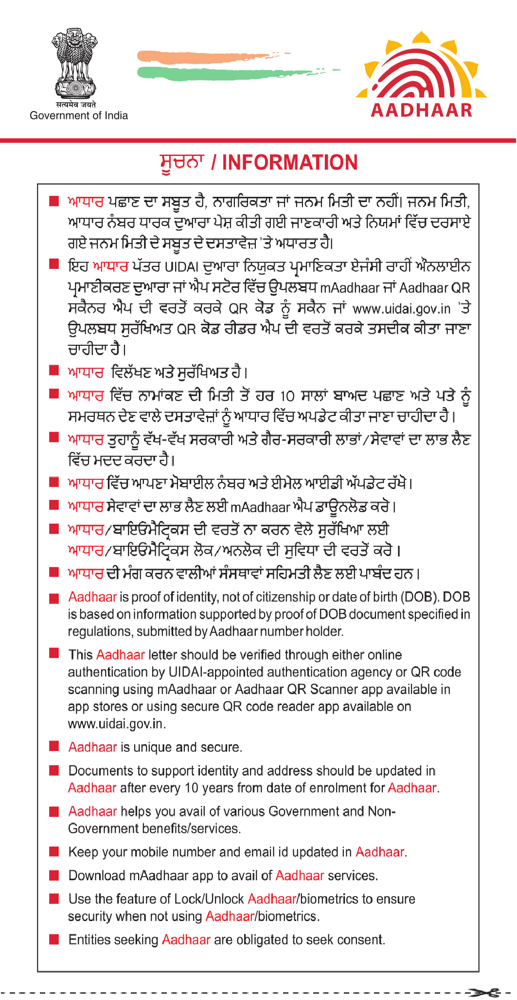 सत्यमेव जयते
Government of India
AADHAAR
ਸੂਚਨਾ / INFORMATION
ਆਧਾਰ ਪਛਾਣ ਦਾ ਸਬੂਤ ਹੈ, ਨਾਗਰਿਕਤਾ ਜਾਂ ਜਨਮ ਮਿਤੀ ਦਾ ਨਹੀਂ। ਜਨਮ ਮਿਤੀ,
ਆਧਾਰ ਨੰਬਰ ਧਾਰਕ ਦੁਆਰਾ ਪੇਸ਼ ਕੀਤੀ ਗਈ ਜਾਣਕਾਰੀ ਅਤੇ ਨਿਯਮਾਂ ਵਿੱਚ ਦਰਸਾਏ
ਗਏ ਜਨਮ ਮਿਤੀ ਦੇ ਸਬੂਤ ਦੇ ਦਸਤਾਵੇਜ਼ 'ਤੇ ਅਧਾਰਤ ਹੈ।
ਇਹ ਆਧਾਰ ਪੱਤਰ UIDAI ਦੁਆਰਾ ਨਿਯੁਕਤ ਪ੍ਰਮਾਣਿਕਤਾ ਏਜੰਸੀ ਰਾਹੀਂ ਔਨਲਾਈਨ
ਪ੍ਰਮਾਣੀਕਰਣ ਦੁਆਰਾ ਜਾਂ ਐਪ ਸਟੋਰ ਵਿੱਚ ਉਪਲਬਧ mAadhaar ਜਾਂ Aadhaar QR
ਸਕੈਨਰ ਐਪ ਦੀ ਵਰਤੋਂ ਕਰਕੇ QR ਕੋਡ ਨੂੰ ਸਕੈਨ ਜਾਂ www.uidai.gov.in 'ਤੇ
ਉਪਲਬਧ ਸੁਰੱਖਿਅਤ QR ਕੋਡ ਰੀਡਰ ਐਪ ਦੀ ਵਰਤੋਂ ਕਰਕੇ ਤਸਦੀਕ ਕੀਤਾ ਜਾਣਾ
ਚਾਹੀਦਾ ਹੈ।
ਆਧਾਰ ਵਿਲੱਖਣ ਅਤੇ ਸੁਰੱਖਿਅਤ ਹੈ।
ਆਧਾਰ ਵਿੱਚ ਨਾਮਾਂਕਣ ਦੀ ਮਿਤੀ ਤੋਂ ਹਰ 10 ਸਾਲਾਂ ਬਾਅਦ ਪਛਾਣ ਅਤੇ ਪਤੇ ਨੂੰ
ਸਮਰਥਨ ਦੇਣ ਵਾਲੇ ਦਸਤਾਵੇਜ਼ਾਂ ਨੂੰ ਆਧਾਰ ਵਿੱਚ ਅਪਡੇਟ ਕੀਤਾ ਜਾਣਾ ਚਾਹੀਦਾ ਹੈ।
ਆਧਾਰ ਤੁਹਾਨੂੰ ਵੱਖ-ਵੱਖ ਸਰਕਾਰੀ ਅਤੇ ਗੈਰ-ਸਰਕਾਰੀ ਲਾਭਾਂ/ਸੇਵਾਵਾਂ ਦਾ ਲਾਭ ਲੈਣ
ਵਿੱਚ ਮਦਦ ਕਰਦਾ ਹੈ।
ਆਧਾਰ ਵਿੱਚ ਆਪਣਾ ਮੋਬਾਈਲ ਨੰਬਰ ਅਤੇ ਈਮੇਲ ਆਈਡੀ ਅੱਪਡੇਟ ਰੱਖੋ।
ਆਧਾਰ ਸੇਵਾਵਾਂ ਦਾ ਲਾਭ ਲੈਣ ਲਈ mAadhaar ਐਪ ਡਾਊਨਲੋਡ ਕਰੋ।
ਆਧਾਰ/ਬਾਇਓਮੈਟ੍ਰਿਕਸ ਦੀ ਵਰਤੋਂ ਨਾ ਕਰਨ ਵੇਲੇ ਸੁਰੱਖਿਆ ਲਈ
ਆਧਾਰ/ਬਾਇਓਮੈਟ੍ਰਿਕਸ ਲੋਕ/ਅਨਲੋਕ ਦੀ ਸੁਵਿਧਾ ਦੀ ਵਰਤੋਂ ਕਰੋ।
ਆਧਾਰ ਦੀ ਮੰਗ ਕਰਨ ਵਾਲੀਆਂ ਸੰਸਥਾਵਾਂ ਸਹਿਮਤੀ ਲੈਣ ਲਈ ਪਾਬੰਦ ਹਨ।
Aadhaar is proof of identity, not of citizenship or date of birth (DOB). DOB
is based on information supported by proof of DOB document specified in
regulations, submitted by Aadhaar number holder.
This Aadhaar letter should be verified through either online
authentication by UIDAI-appointed authentication agency or QR code
scanning using mAadhaar or Aadhaar QR Scanner app available in
app stores or using secure QR code reader app available on
www.uidai.gov.in.
Aadhaar is unique and secure.
Documents to support identity and address should be updated in
Aadhaar after every 10 years from date of enrolment for Aadhaar.
Aadhaar helps you avail of various Government and Non-
Government benefits/services.
Keep your mobile number and email id updated in Aadhaar.
Download mAadhaar app to avail of Aadhaar services.
Use the feature of Lock/Unlock Aadhaar/biometrics to ensure
security when not using Aadhaar/biometrics.
Entities seeking Aadhaar are obligated to seek consent.